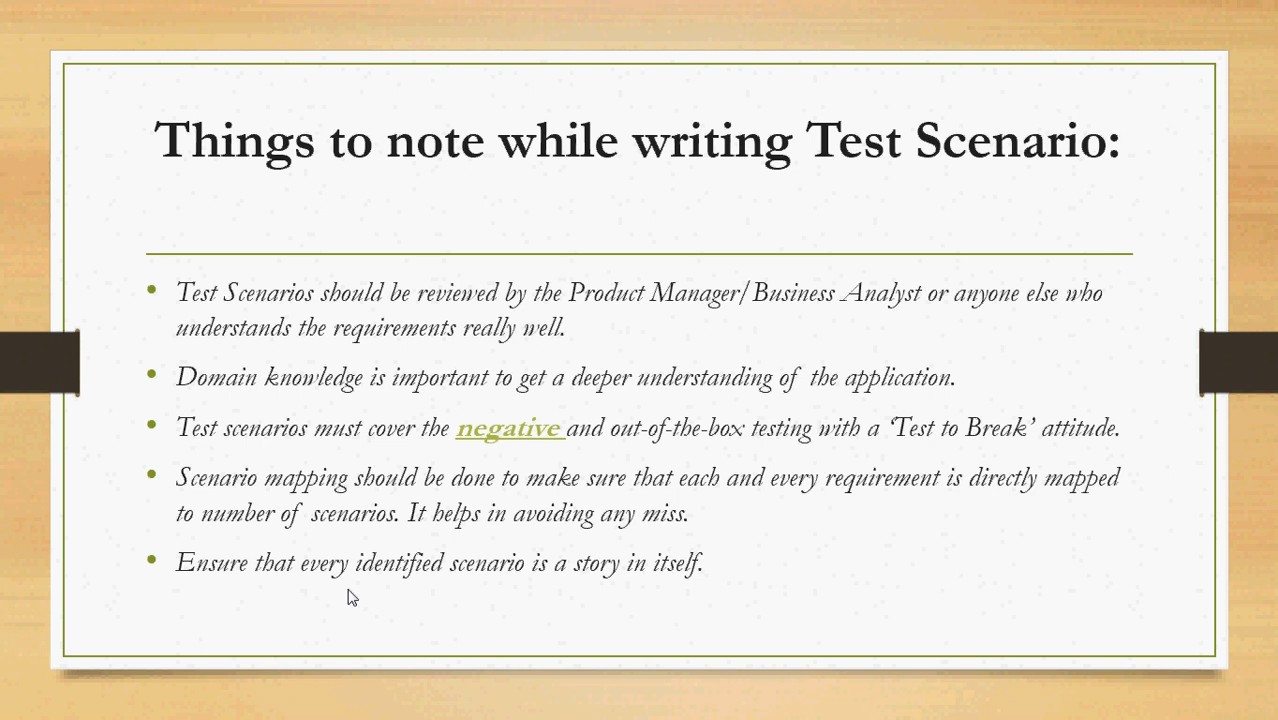 Things to note while writing Test Scenario:
Test Scenarios should be reviewed by the Product Manager/Business Analyst or anyone else who
understands the requirements really well.
Domain knowledge is important to get a deeper understanding of the application.
Test scenarios must cover the negative and out-of-the-box testing with a ‘Test to Break’ attitude.
Scenario mapping should be done to make sure that each and every requirement is directly mapped
to number of scenarios. It helps in avoiding any miss.
Ensure that every identified scenario is a story in itself.